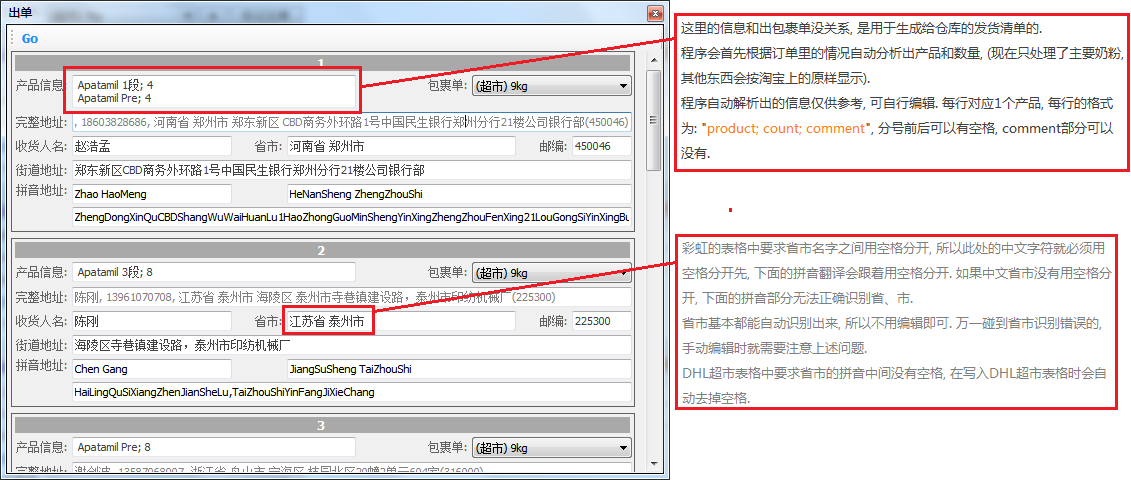 出单
Go
1
产品信息:
Apatamil 1段; 4
Apatamil Pre; 4
包裹单:
(超市) 9kg
完整地址:
, 18603828686, 河南省 郑州市 郑东新区 CBD商务外环路1号中国民生银行郑州分行21楼公司银行部(450046)
收货人名:
赵浩孟
省市:
河南省 郑州市
邮编:
450046
街道地址:
郑东新区CBD商务外环路1号中国民生银行郑州分行21楼公司银行部
拼音地址:
Zhao HaoMeng
HeNanSheng ZhengZhouShi
ZhengDongXinQuCBDShangWuWaiHuanLu1HaoZhongGuoMinShengYinXingZhengZhouFenXing21LouGongSiYinXingBu
2
产品信息:
Apatamil 3段; 8
包裹单:
(超市) 9kg
完整地址:
陈刚, 13961070708, 江苏省 泰州市 海陵区 泰州市寺巷镇建设路，泰州市印纺机械厂(225300)
收货人名:
陈刚
省市:
江苏省 泰州市
邮编:
225300
街道地址:
海陵区寺巷镇建设路，泰州市印纺机械厂
拼音地址:
Chen Gang
JiangSuSheng TaiZhouShi
HaiLingQuSiXiangZhenJianSheLu,TaiZhouShiYinFangJiXieChang
3
产品信息:
Apatamil Pre; 8
包裹单:
(超市) 9kg
完整地址:
这里的信息和出包裹单没关系, 是用于生成给仓库的发货清单的.
程序会首先根据订单里的情况自动分析出产品和数量, (现在只处理了主要奶粉,
其他东西会按淘宝上的原样显示).
程序自动解析出的信息仅供参考, 可自行编辑. 每行对应1个产品, 每行的格式
为: "product; count; comment", 分号前后可以有空格, comment部分可以
没有.
彩虹的表格中要求省市名字之间用空格分开, 所以此处的中文字符就必须用
空格分开先, 下面的拼音翻译会跟着用空格分开. 如果中文省市没有用空格分
开, 下面的拼音部分无法正确识别省、市.
省市基本都能自动识别出来, 所以不用编辑即可. 万一碰到省市识别错误的,
手动编辑时就需要注意上述问题.
DHL超市表格中要求省市的拼音中间没有空格, 在写入DHL超市表格时会自
动去掉空格.